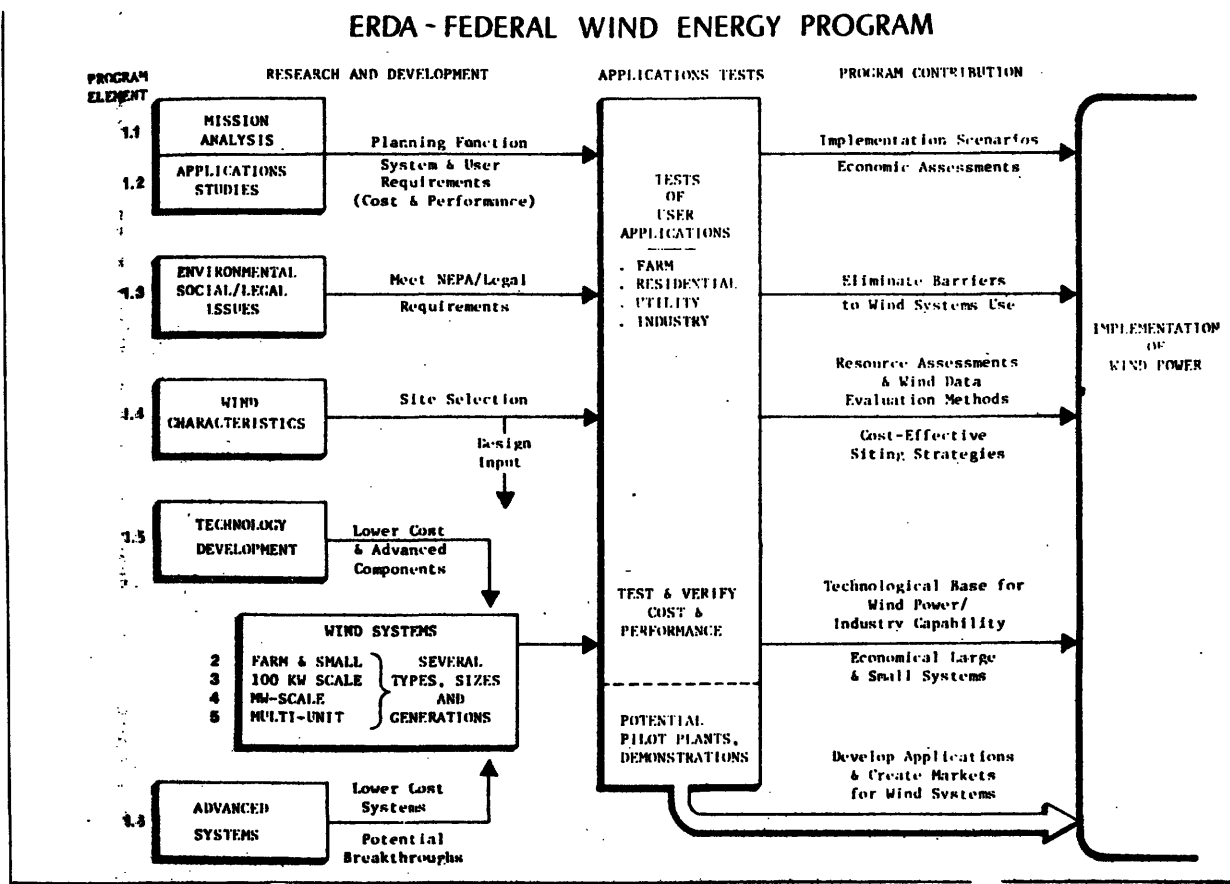 ERDA - FEDERAL WIND ENERGY PROGRAM
PROGRAM
ELEMENT
RESEARCH AND DEVELOPMENT
APPLICATIONS TESTS
PROGRAM CONTRIBUTION
1.1
MISSION
ANALYSIS
1.2
APPLICATIONS
STUDIES
Planning Function
System & User
Requirements
(Cost & Performance)
1.3
ENVIRONMENTAL
SOCIAL/LEGAL
ISSUES
Meet NEPA/Legal
Requirements
1.4
WIND
CHARACTERISTICS
Site Selection
Design
Input
1.5
TECHNOLOGY
DEVELOPMENT
Lower Cost
& Advanced
Components
WIND SYSTEMS
2 FARM & SMALL
3 100 KW SCALE
4 MW-SCALE
5 MULTI-UNIT
SEVERAL
TYPES, SIZES
AND
GENERATIONS
ADVANCED
SYSTEMS
Lower Cost
Systems
Potential
Breakthroughs
TESTS
OF
USER
APPLICATIONS
. FARM
. RESIDENTIAL
. UTILITY
. INDUSTRY
TEST & VERIFY
COST &
PERFORMANCE
POTENTIAL
PILOT PLANTS,
DEMONSTRATIONS
Implementation Scenarios
Economic Assessments
Eliminate Barriers
to Wind Systems Use
Resource Assessments
& Wind Data
Evaluation Methods
Cost-Effective
Siting Strategies
Technological Base for
Wind Power/
Industry Capability
Economical Large
& Small Systems
Develop Applications
& Create Markets
for Wind Systems
IMPLEMENTATION
OF
WIND POWER